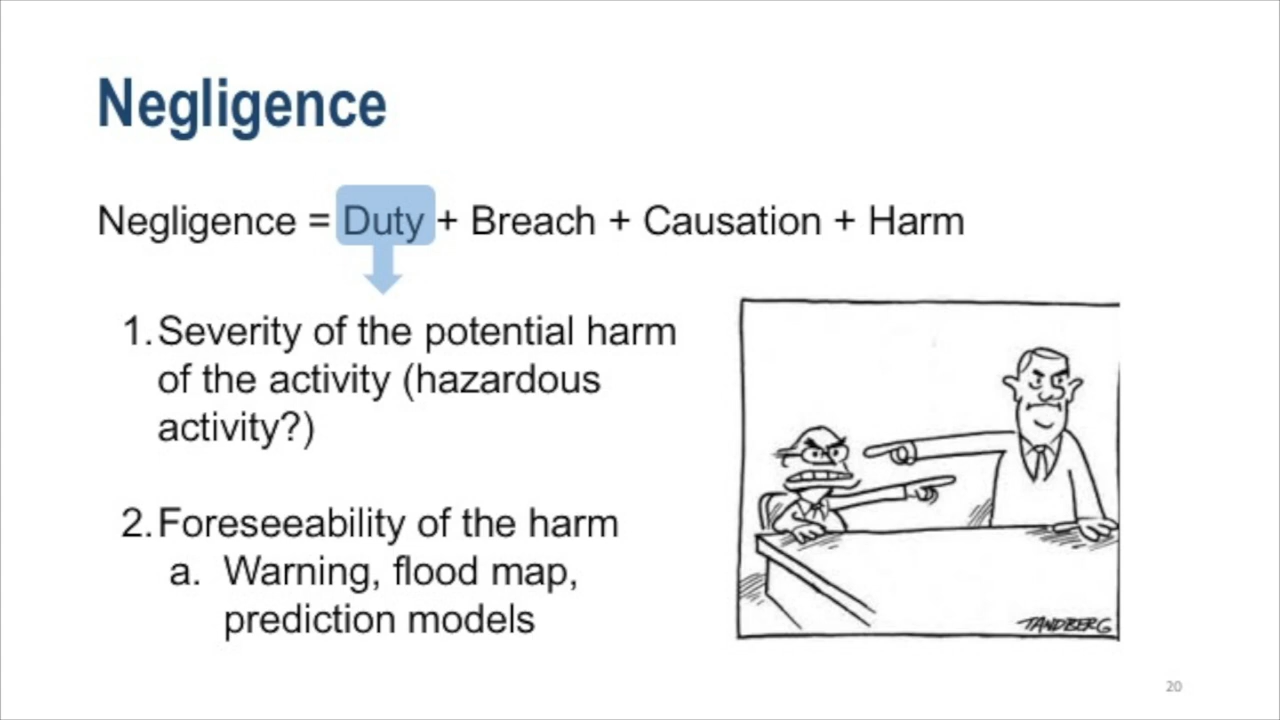 Negligence
Negligence = Duty + Breach + Causation + Harm
1. Severity of the potential harm
of the activity (hazardous
activity?)
2. Foreseeability of the harm
a. Warning, flood map,
prediction models
TANDBERG
20